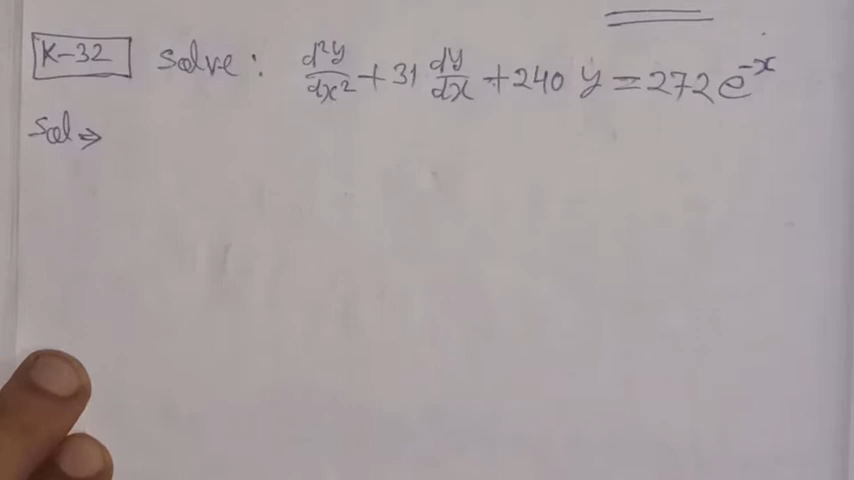 K-32 Solve: d²y/dx² + 31 dy/dx + 240 y = 272 e^-x
Sol ⇒